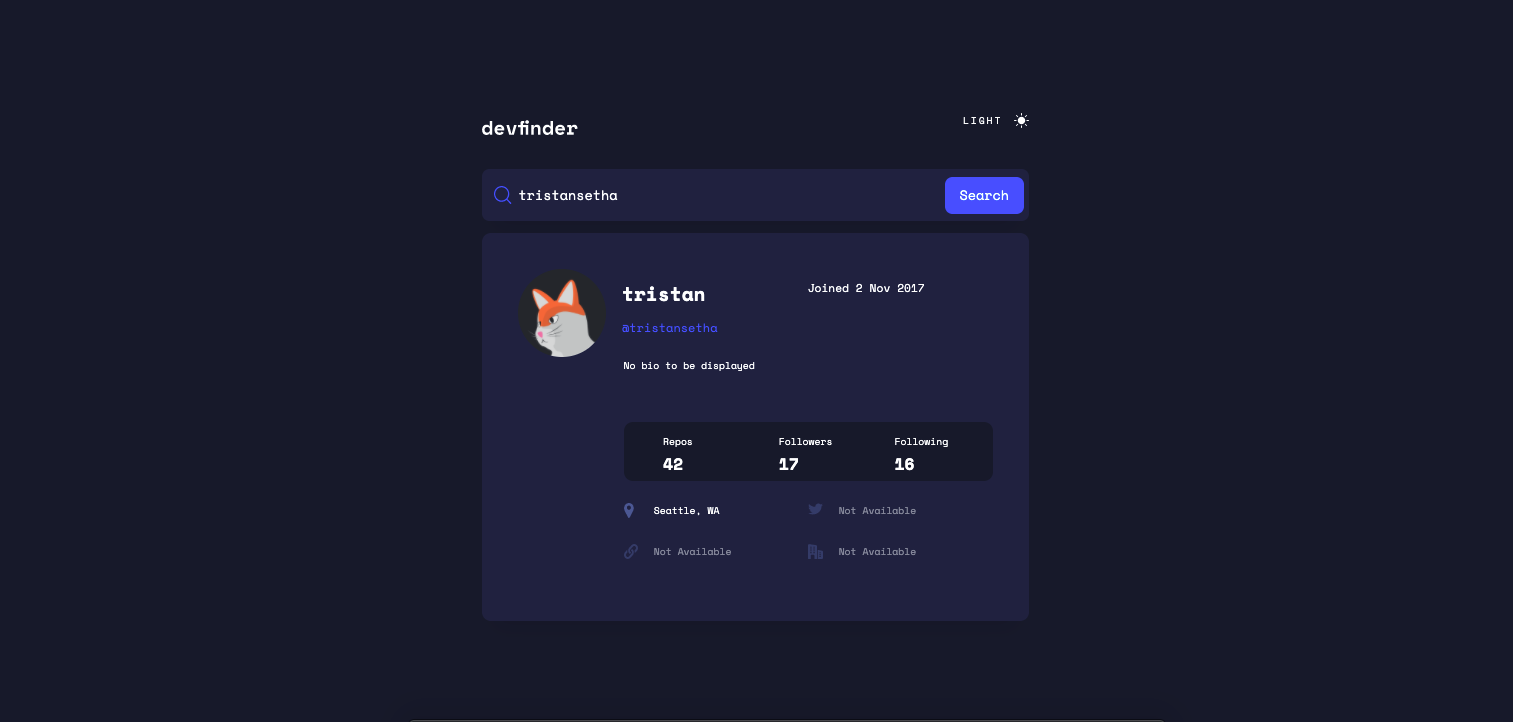 devfinder
LIGHT
tristansetha
Search
tristan
Joined 2 Nov 2017
@tristansetha
No bio to be displayed
Repos Followers Following
42 17 16
Seattle, WA
Not Available
Not Available
Not Available